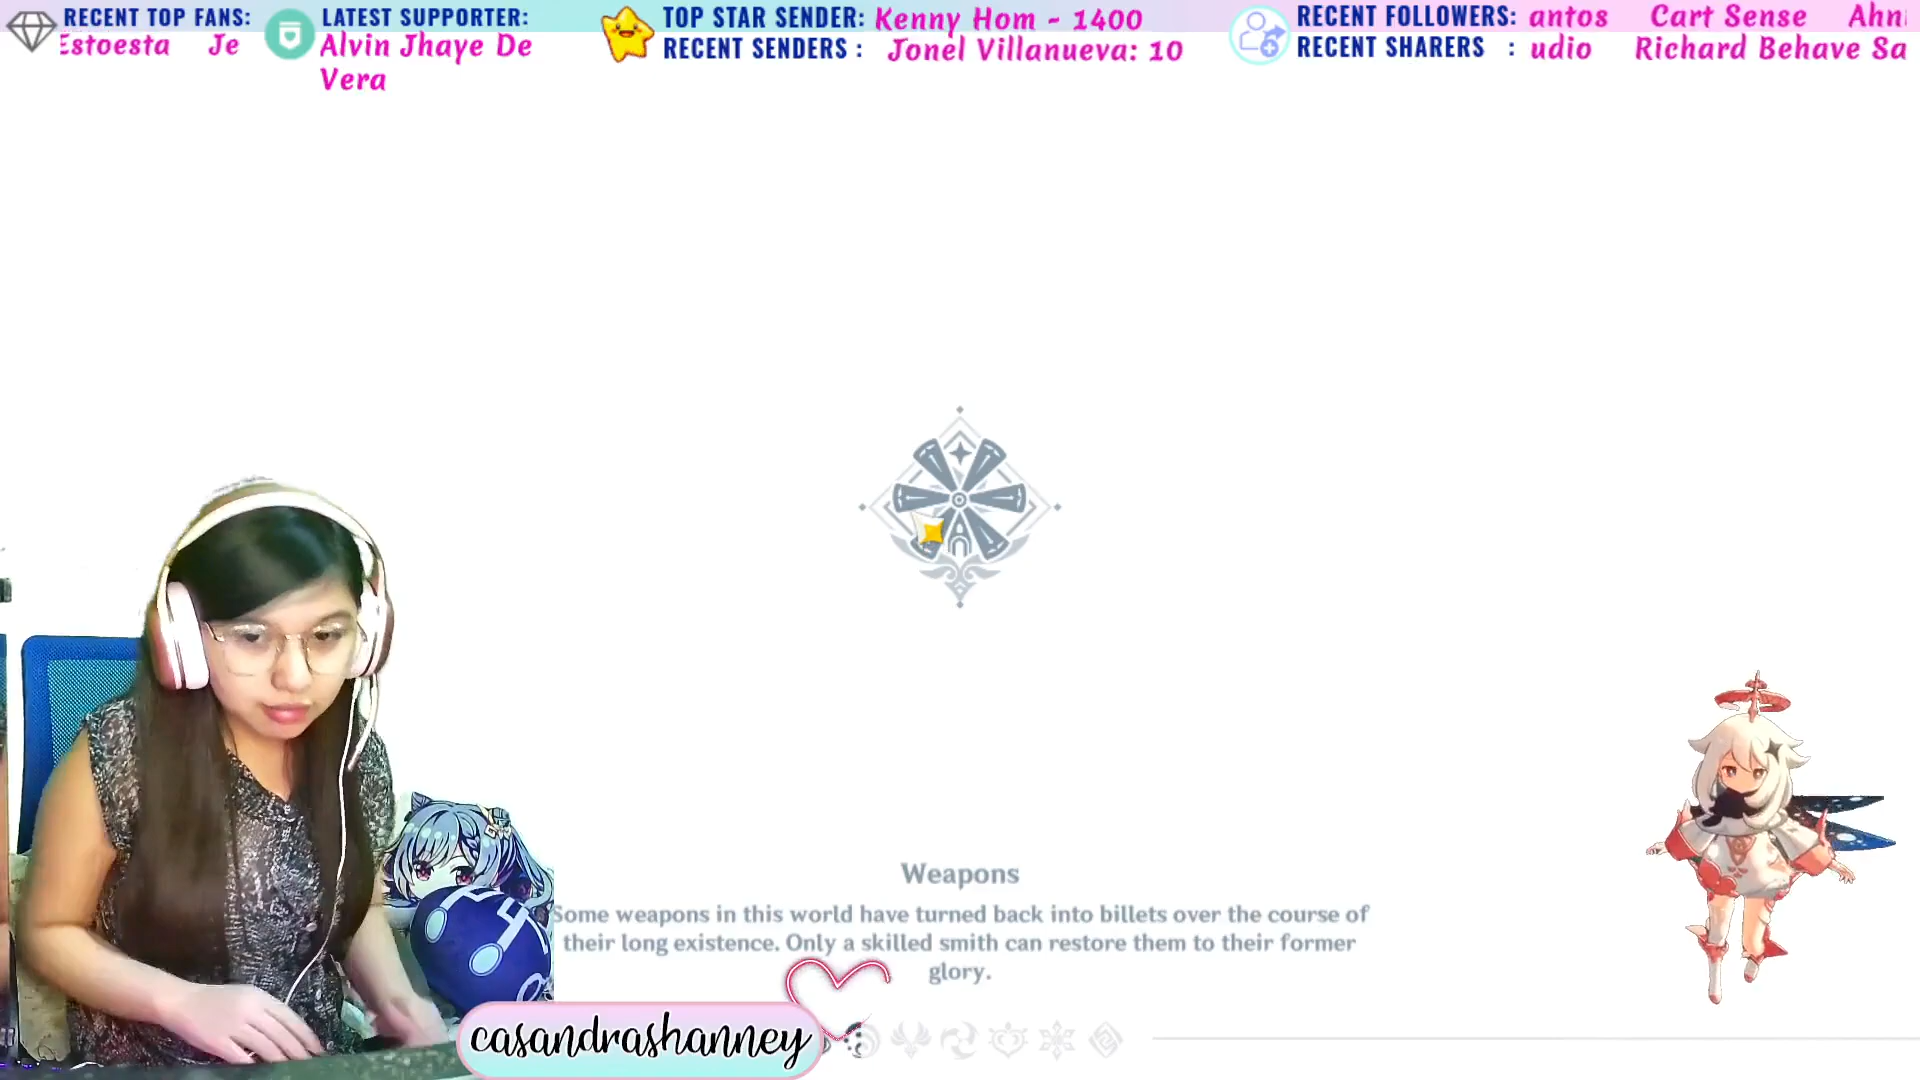 RECENT TOP FANS:
Estoesta Je
LATEST SUPPORTER:
Alvin Jhaye De
Vera
TOP STAR SENDER: Kenny Hom - 1400
RECENT SENDERS : Jonel Villanueva: 10
RECENT FOLLOWERS: antos Cart Sense Ahn
RECENT SHARERS : udio Richard Behave Sa
Weapons
Some weapons in this world have turned back into billets over the course of
their long existence. Only a skilled smith can restore them to their former
glory.
casandrashanney